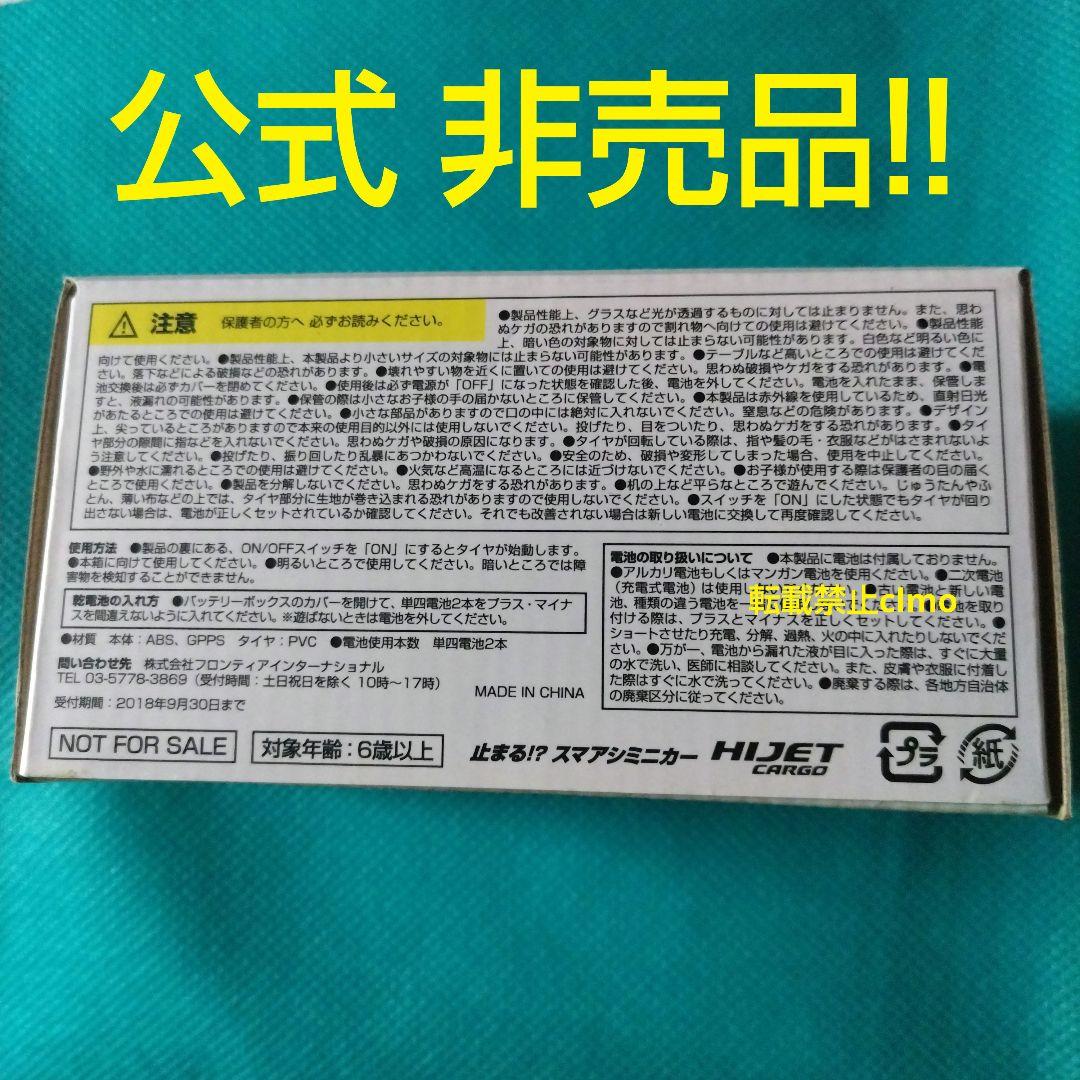 公式 非売品!!
注意 保護者の方へ 必ずお読みください。
●製品性能上、グラスなど光が透過するものに対しては止まりません。また、思わ
ぬケガの恐れがありますので割れ物へ向けての使用は避けてください。●製品性能
上、暗い色の対象物に対しては止まらない可能性があります。白色など明るい色に
向けて使用ください。●製品性能上、本製品より小さいサイズの対象物には止まらない可能性があります。●テーブルなど高いところでの使用は避けてくだ
さい。落下などによる破損などの恐れがあります。●壊れやすい物を近くに置いての使用は避けてください。思わぬ破損やケガをする恐れがあります。●電
池交換後は必ずカバーを閉めてください。●使用後は必ず電源が「OFF」になった状態を確認した後、電池を外してください。電池を入れたまま、保管しま
すと、液漏れの可能性があります。●保管の際は小さなお子様の手の届かないところに保管してください。●本製品は赤外線を使用しているため、直射日光
があたるところでの使用は避けてください。●小さな部品がありますので口の中には絶対に入れないでください。窒息などの危険があります。●デザイン
上、尖っているところがありますので本来の使用目的以外には使用しないでください。投げたり、目をついたり、思わぬケガをする恐れがあります。●タイ
ヤ部分の隙間に指などを入れないでください。思わぬケガや破損の原因になります。●タイヤが回転している際は、指や髪の毛・衣服などがはさまれないよ
う注意してください。●投げたり、振り回したり乱暴にあつかわないでください。●安全のため、破損や変形してしまった場合、使用を中止してください。
●野外や水に濡れるところでの使用は避けてください。●火気など高温になるところには近づけないでください。●お子様が使用する際は保護者の目の届く
ところで使用ください。●製品を分解しないでください。思わぬケガをする恐れがあります。●机の上など平らなところで遊んでください。じゅうたんやふ
とん、薄い布などの上では、タイヤ部分に生地が巻き込まれる恐れがありますので使用しないでください。●スイッチを「ON」にした状態でもタイヤが回り
出さない場合は、電池が正しくセットされているか確認してください。それでも改善されない場合は新しい電池に交換して再度確認してください。
使用方法 ●製品の裏にある、ON/OFFスイッチを「ON」にするとタイヤが始動します。
●本箱に向けて使用してください。●明るいところで使用してください。暗いところでは障
害物を検知することができません。
乾電池の入れ方 ●バッテリーボックスのカバーを開けて、単四電池2本をプラス・マイナ
スを間違えないように入れてください。※遊ばないときは電池を外してください。
●材質 本体：ABS、GPPS タイヤ：PVC ●電池使用本数 単四電池2本
問い合わせ先 株式会社フロンティアインターナショナル
TEL 03-5778-3869（受付時間：土日祝日を除く 10時〜17時）
受付期間：2018年9月30日まで
MADE IN CHINA
電池の取り扱いについて ●本製品に電池は付属しておりません。
●アルカリ電池もしくはマンガン電池を使用ください。●二次電池
（充電式電池）は使用し 古い電池と新しい電
池、種類の違う電池を一 電池を取り
転載禁止clmo
付ける際は、プラスとマイナスを正しくセットしてください。●
ショートさせたり充電、分解、過熱、火の中に入れたりしないでくだ
さい。●万が一、電池から漏れた液が目に入った際は、すぐに大量
の水で洗い、医師に相談してください。また、皮膚や衣服に付着し
た際はすぐに水で洗ってください。●廃棄する際は、各地方自治体
の廃棄区分に従ってください。
NOT FOR SALE
対象年齢：6歳以上
止まる!? スマアシミニカー
HIJET
CARGO
プラ
紙